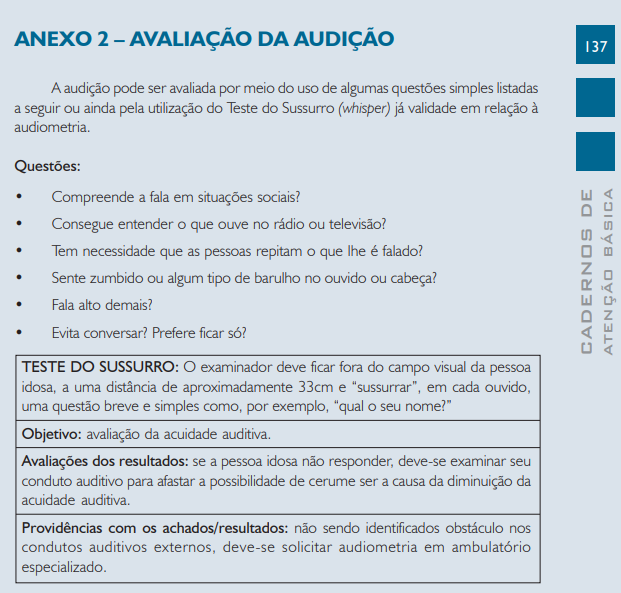 ANEXO 2 – AVALIAÇÃO DA AUDIÇÃO
137
A audição pode ser avaliada por meio do uso de algumas questões simples listadas
a seguir ou ainda pela utilização do Teste do Sussurro (whisper) já validade em relação à
audiometria.
Questões:
• Compreende a fala em situações sociais?
• Consegue entender o que ouve no rádio ou televisão?
• Tem necessidade que as pessoas repitam o que lhe é falado?
• Sente zumbido ou algum tipo de barulho no ouvido ou cabeça?
• Fala alto demais?
• Evita conversar? Prefere ficar só?
TESTE DO SUSSURRO: O examinador deve ficar fora do campo visual da pessoa
idosa, a uma distância de aproximadamente 33cm e “sussurrar”, em cada ouvido,
uma questão breve e simples como, por exemplo, “qual o seu nome?”
Objetivo: avaliação da acuidade auditiva.
Avaliações dos resultados: se a pessoa idosa não responder, deve-se examinar seu
conduto auditivo para afastar a possibilidade de cerume ser a causa da diminuição da
acuidade auditiva.
Providências com os achados/resultados: não sendo identificados obstáculo nos
condutos auditivos externos, deve-se solicitar audiometria em ambulatório
especializado.
CADERNOS DE
ATENÇÃO BÁSICA